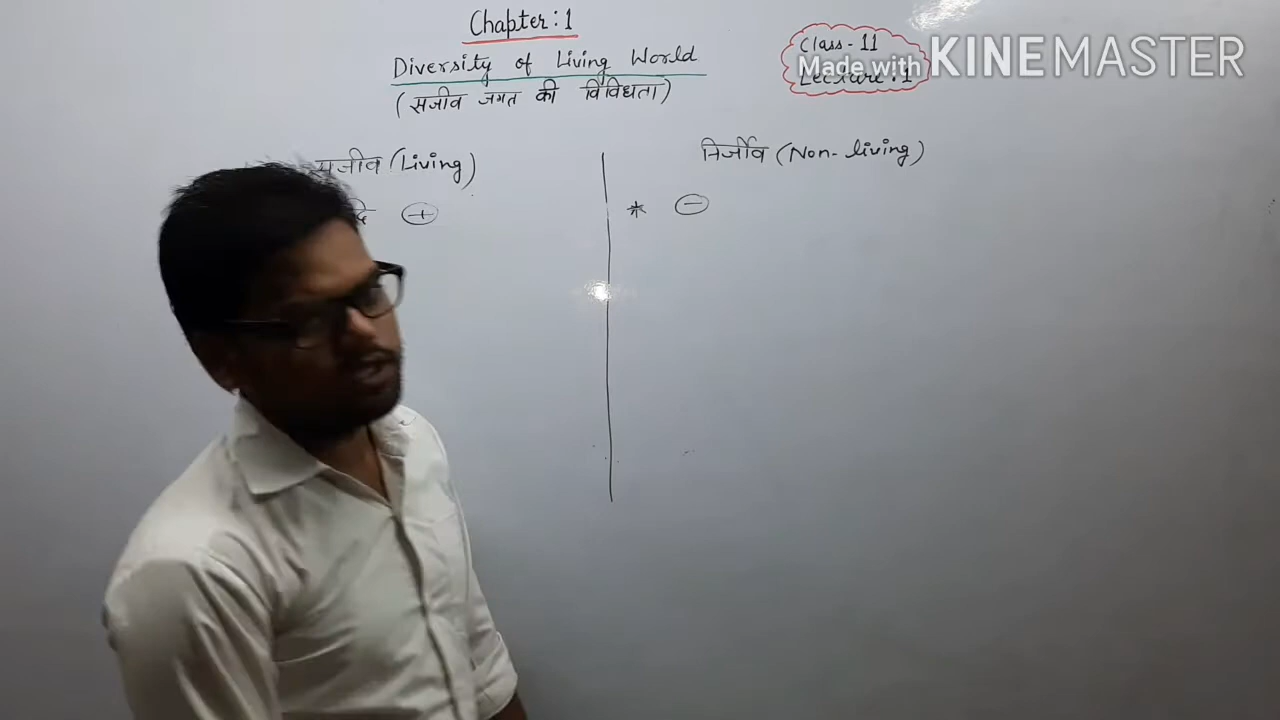 Chapter: 1
Diversity of Living World
(सजीव जगत की विविधता)
Class-11
Lecture:1
Made with KINEMASTER
सजीव (Living)
निर्जीव (Non-living)
+
* -